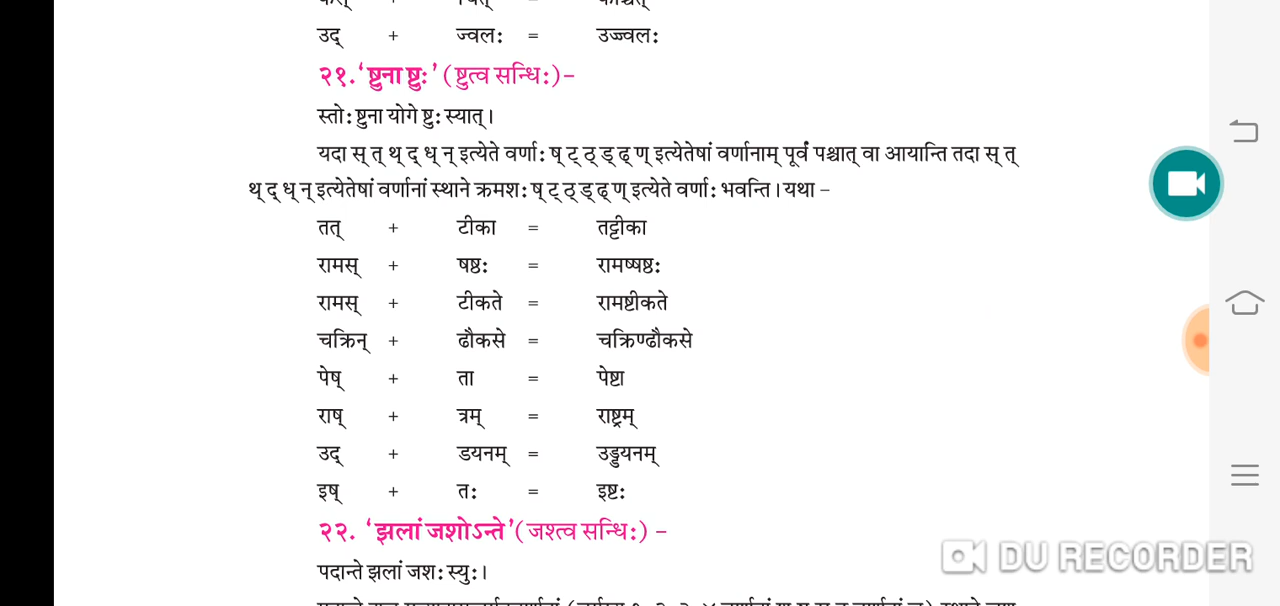 उद् + ज्वल: = उज्ज्वल:
२१. ‘ष्टुना ष्टुः’ (ष्टुत्व सन्धि:)–
स्तो: ष्टुना योगे ष्टु: स्यात्।
यदा स् त् थ् द् ध् न् इत्येते वर्णा: ष् ट् ठ् ड् ढ् ण् इत्येतेषां वर्णानाम् पूर्वं पश्चात् वा आयान्ति तदा स् त्
थ् द् ध् न् इत्येतेषां वर्णानां स्थाने क्रमश: ष् ट् ठ् ड् ढ् ण् इत्येते वर्णा: भवन्ति। यथा –
तत् + टीका = तट्टीका
रामस् + षष्ठ: = रामष्षष्ठ:
रामस् + टीकते = रामष्टीकते
चक्रिन् + ढौकसे = चक्रिण्ढौकसे
पेष् + ता = पेष्टा
राष् + त्रम् = राष्ट्रम्
उद् + डयनम् = उड्डयनम्
इष् + त: = इष्ट:
२२. ‘झलां जशोऽन्ते’ (जश्त्व सन्धि:) –
DU RECORDER
पदान्ते झलां जश: स्यु:।